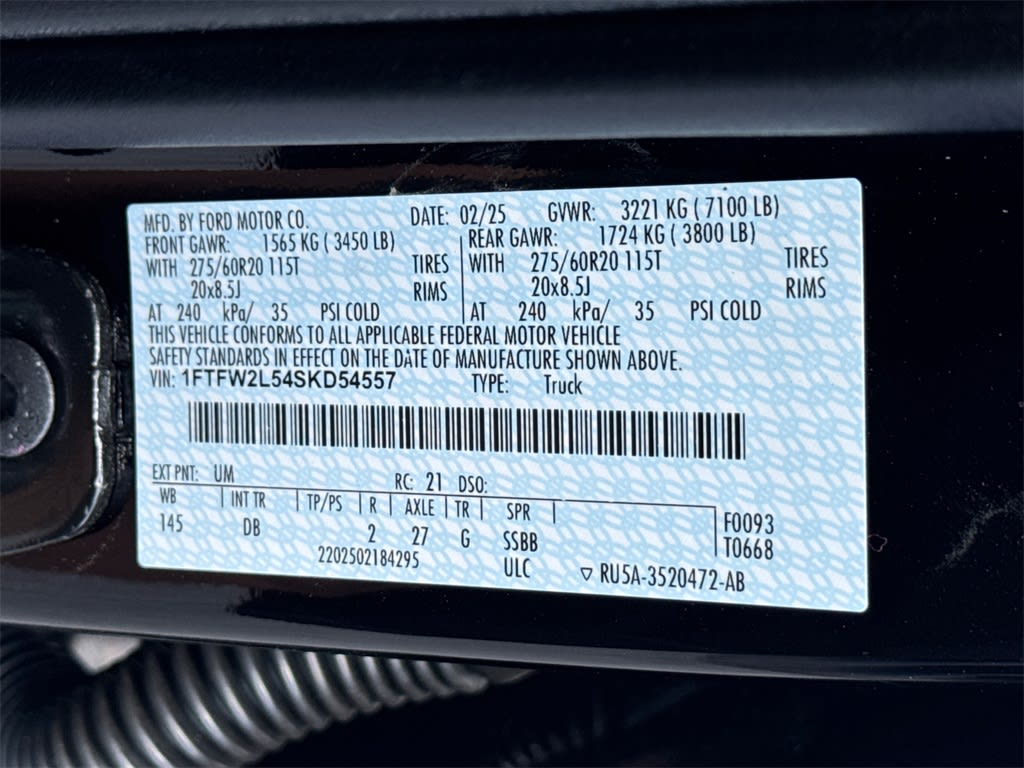 MFD. BY FORD MOTOR CO. DATE: 02/25 GVWR: 3221 KG ( 7100 LB)
FRONT GAWR: 1565 KG ( 3450 LB) REAR GAWR: 1724 KG ( 3800 LB)
WITH 275/60R20 115T TIRES WITH 275/60R20 115T TIRES
20x8.5J RIMS 20x8.5J RIMS
AT 240 kPa/ 35 PSI COLD AT 240 kPa/ 35 PSI COLD
THIS VEHICLE CONFORMS TO ALL APPLICABLE FEDERAL MOTOR VEHICLE
SAFETY STANDARDS IN EFFECT ON THE DATE OF MANUFACTURE SHOWN ABOVE.
VIN: 1FTFW2L54SKD54557 TYPE: Truck
EXT PNT: UM RC: 21 DSO:
WB INT TR TP/PS R AXLE TR SPR F0093
145 DB 2 27 G SSBB T0668
2202502184295 ULC RU5A-3520472-AB